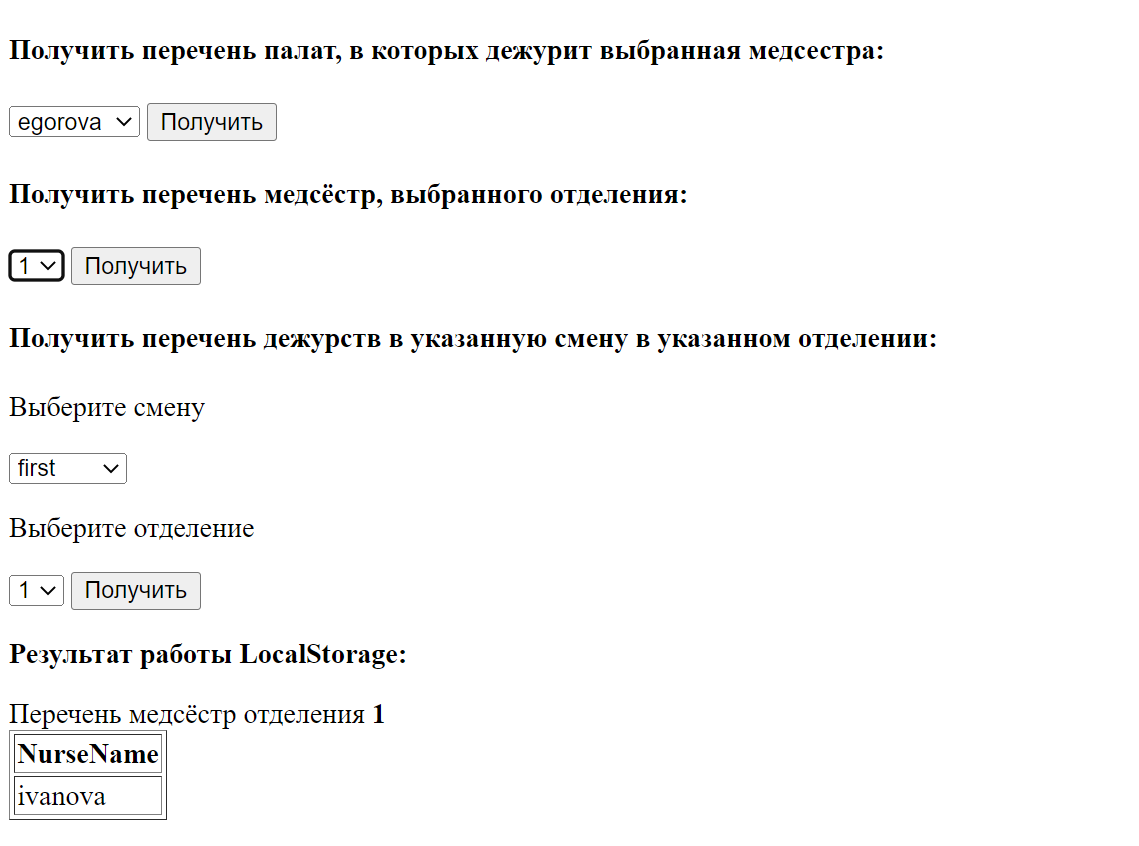 Получить перечень палат, в которых дежурит выбранная медсестра:
egorova Получить
Получить перечень медсёстр, выбранного отделения:
1 Получить
Получить перечень дежурств в указанную смену в указанном отделении:
Выберите смену
first
Выберите отделение
1 Получить
Результат работы LocalStorage:
Перечень медсёстр отделения 1
NurseName
ivanova